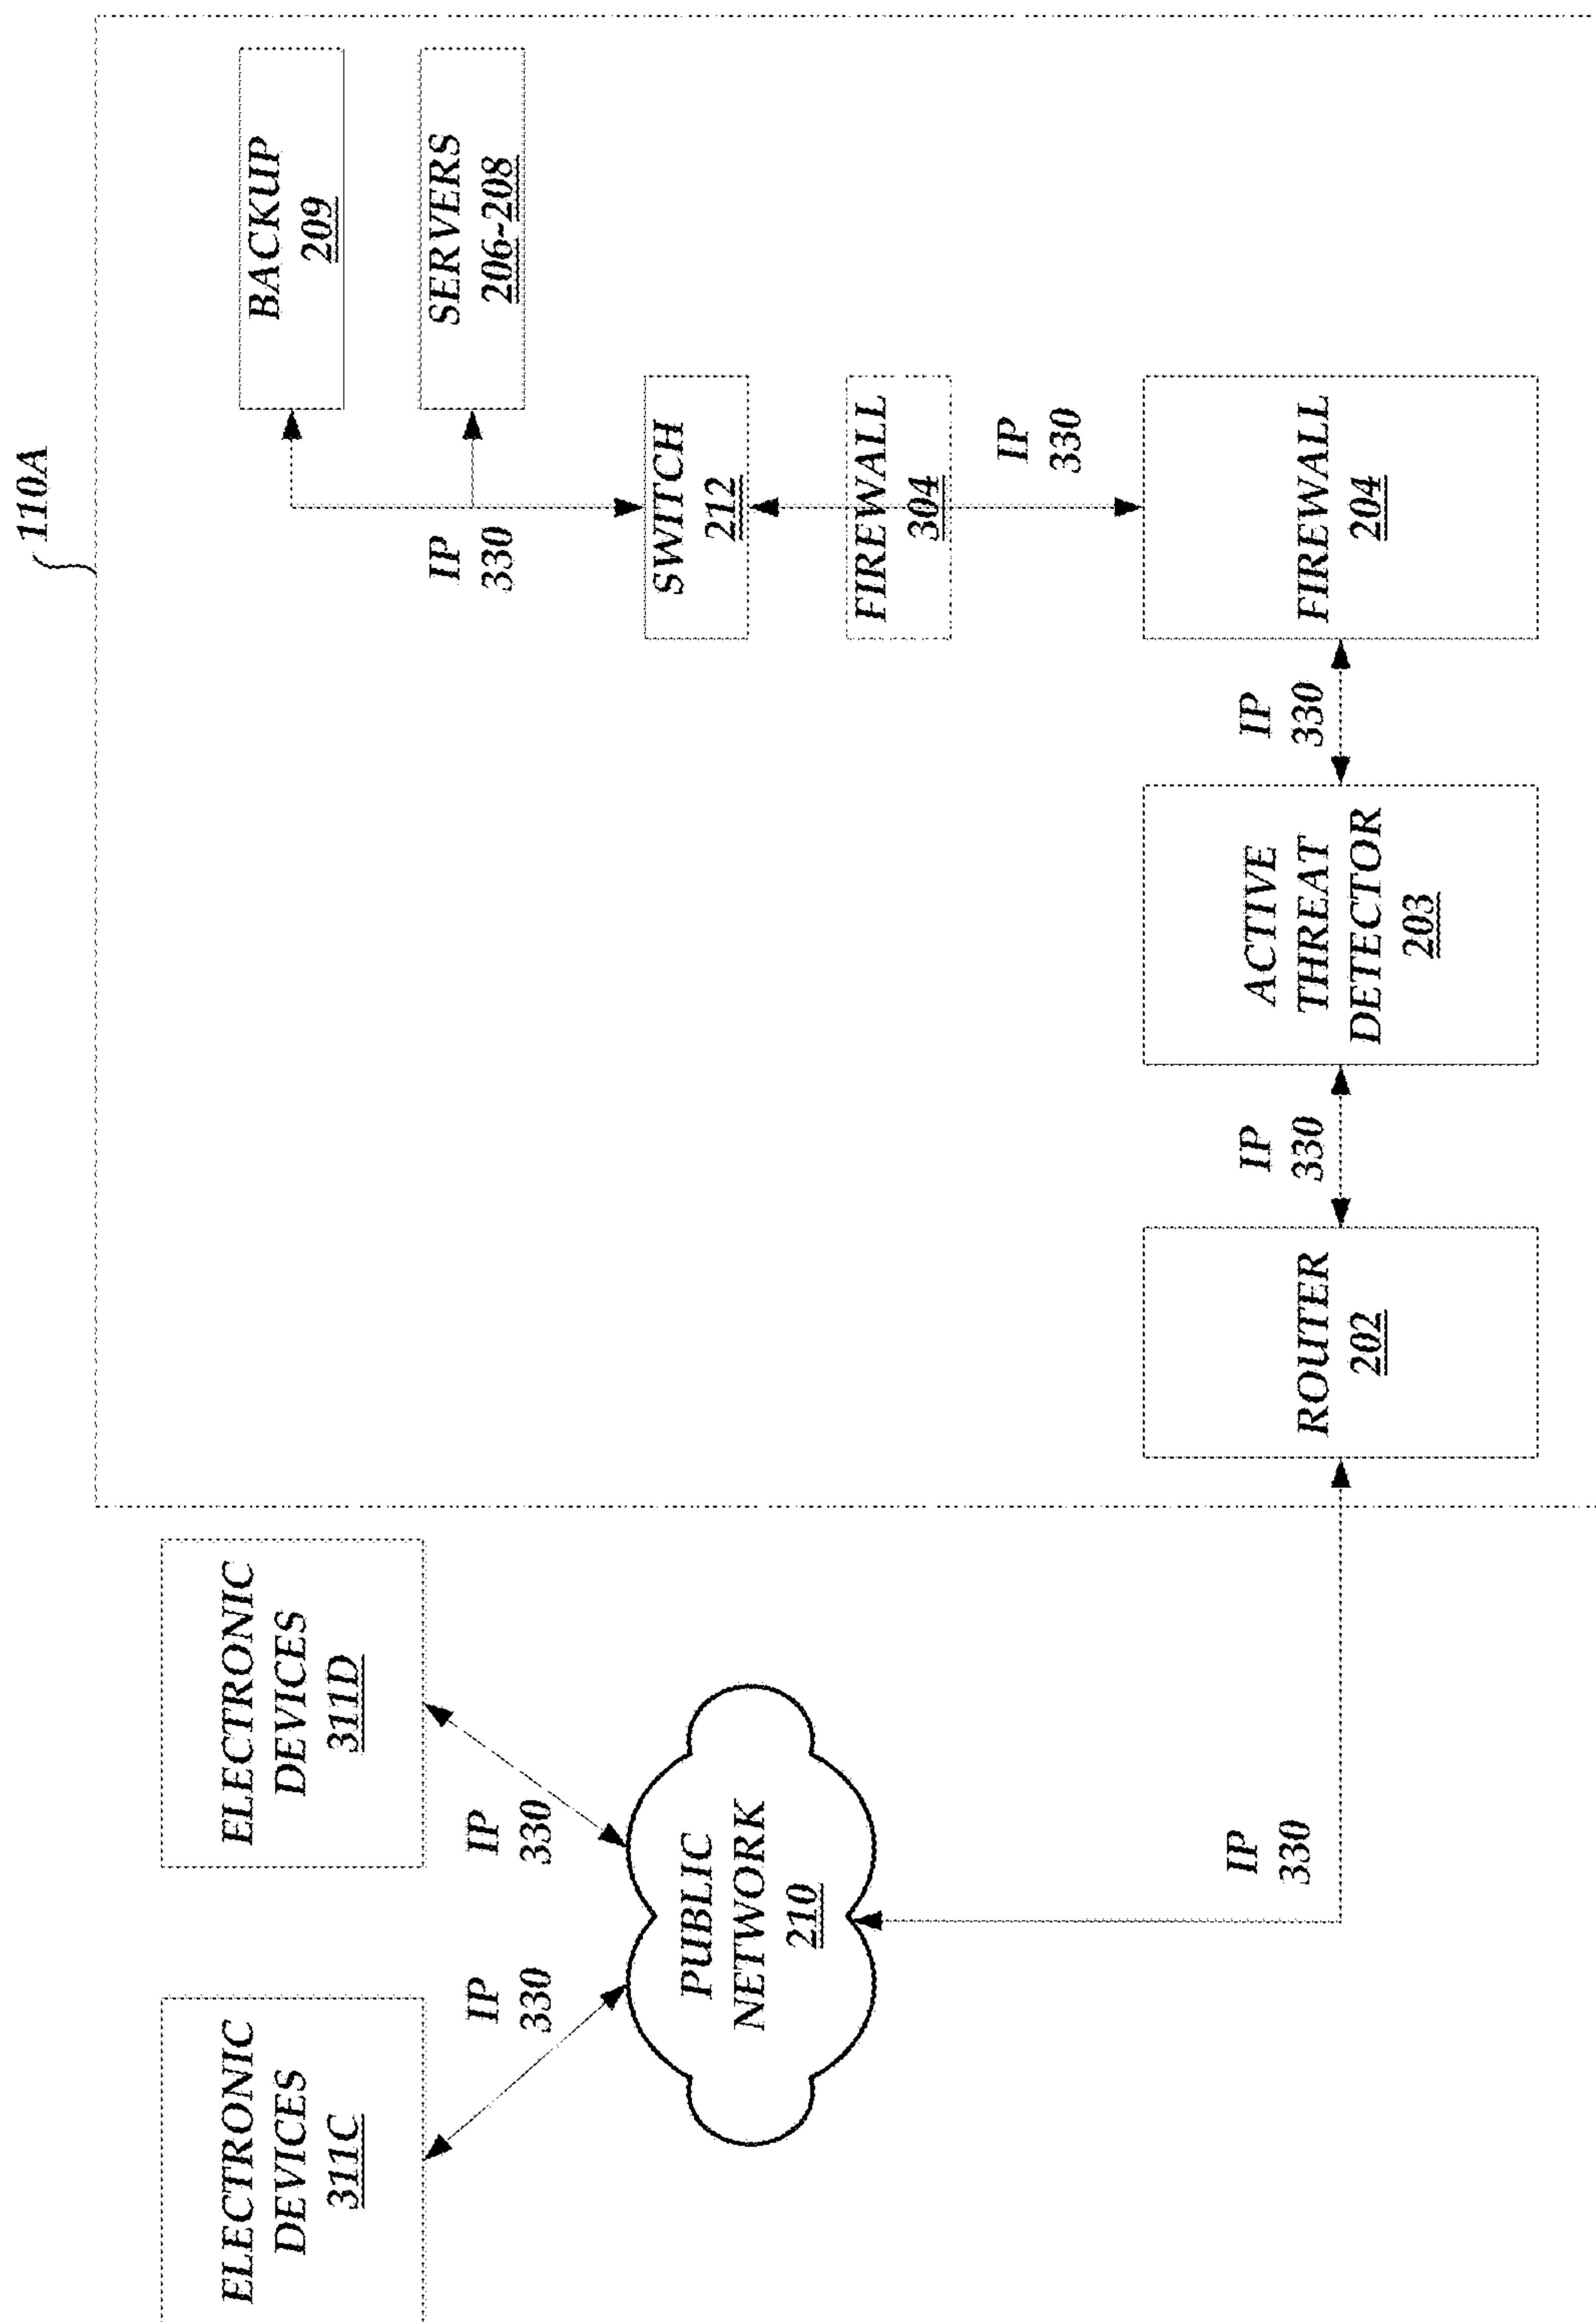 110A
ELECTRONIC
DEVICES
311C
ELECTRONIC
DEVICES
311D
IP
330
IP
330
PUBLIC
NETWORK
210
IP
330
BACKUP
209
SERVERS
206-208
IP
330
SWITCH
212
FIREWALL
304
IP
330
ROUTER
202
IP
330
ACTIVE
THREAT
DETECTOR
203
IP
330
FIREWALL
204